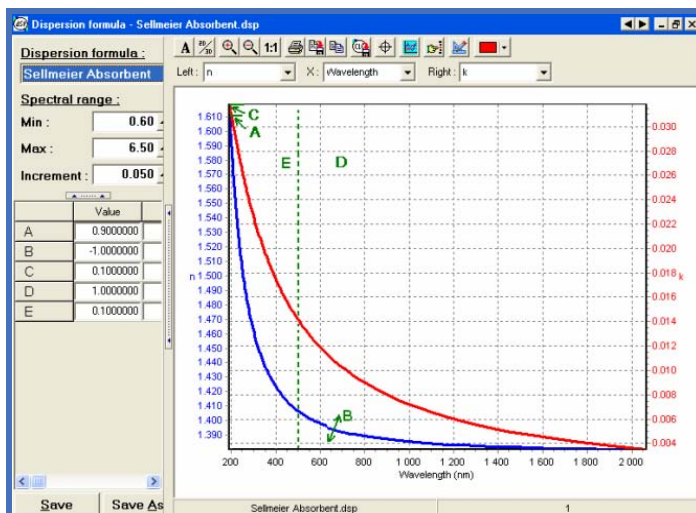 Dispersion formula - Sellmeier Absorbent.dsp
Dispersion formula :
Sellmeier Absorbent
Spectral range :
Min : 0.60
Max : 6.50
Increment : 0.050
Value
A 0.9000000
B -1.0000000
C 0.1000000
D 1.0000000
E 0.1000000
Save Save As
A 2D/3D 1:1
Left : n X : Wavelength Right : k
1.610
1.600
1.590
1.580
1.570
1.560
1.550
1.540
1.530
1.520
1.510
n 1.500
1.490
1.480
1.470
1.460
1.450
1.440
1.430
1.420
1.410
1.400
1.390
C
A
E D
B
0.030
0.028
0.026
0.024
0.022
0.020
0.018 k
0.016
0.014
0.012
0.010
0.008
0.006
0.004
200 400 600 800 1 000 1 200 1 400 1 600 1 800 2 000
Wavelength (nm)
Sellmeier Absorbent.dsp 1